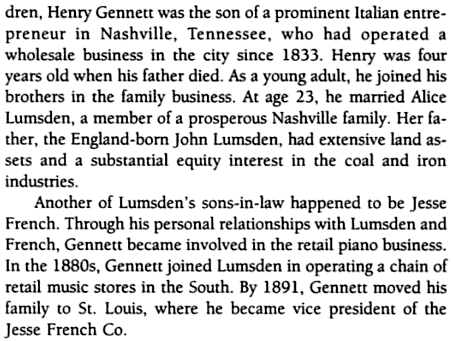 dren, Henry Gennett was the son of a prominent Italian entre-
preneur in Nashville, Tennessee, who had operated a
wholesale business in the city since 1833. Henry was four
years old when his father died. As a young adult, he joined his
brothers in the family business. At age 23, he married Alice
Lumsden, a member of a prosperous Nashville family. Her fa-
ther, the England-born John Lumsden, had extensive land as-
sets and a substantial equity interest in the coal and iron
industries.
Another of Lumsden's sons-in-law happened to be Jesse
French. Through his personal relationships with Lumsden and
French, Gennett became involved in the retail piano business.
In the 1880s, Gennett joined Lumsden in operating a chain of
retail music stores in the South. By 1891, Gennett moved his
family to St. Louis, where he became vice president of the
Jesse French Co.